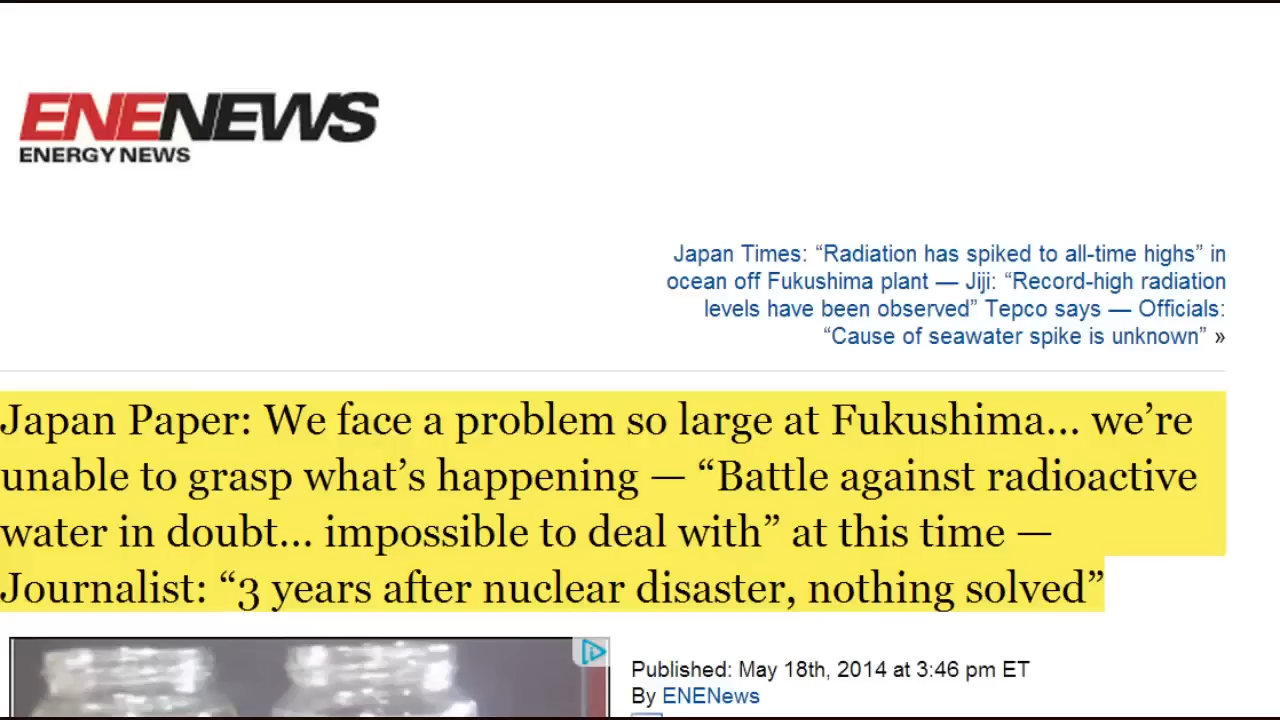 ENENEWS
ENERGY NEWS
Japan Times: “Radiation has spiked to all-time highs” in
ocean off Fukushima plant — Jiji: “Record-high radiation
levels have been observed” Tepco says — Officials:
“Cause of seawater spike is unknown” »
Japan Paper: We face a problem so large at Fukushima… we’re
unable to grasp what’s happening — “Battle against radioactive
water in doubt… impossible to deal with” at this time —
Journalist: “3 years after nuclear disaster, nothing solved”
Published: May 18th, 2014 at 3:46 pm ET
By ENENews